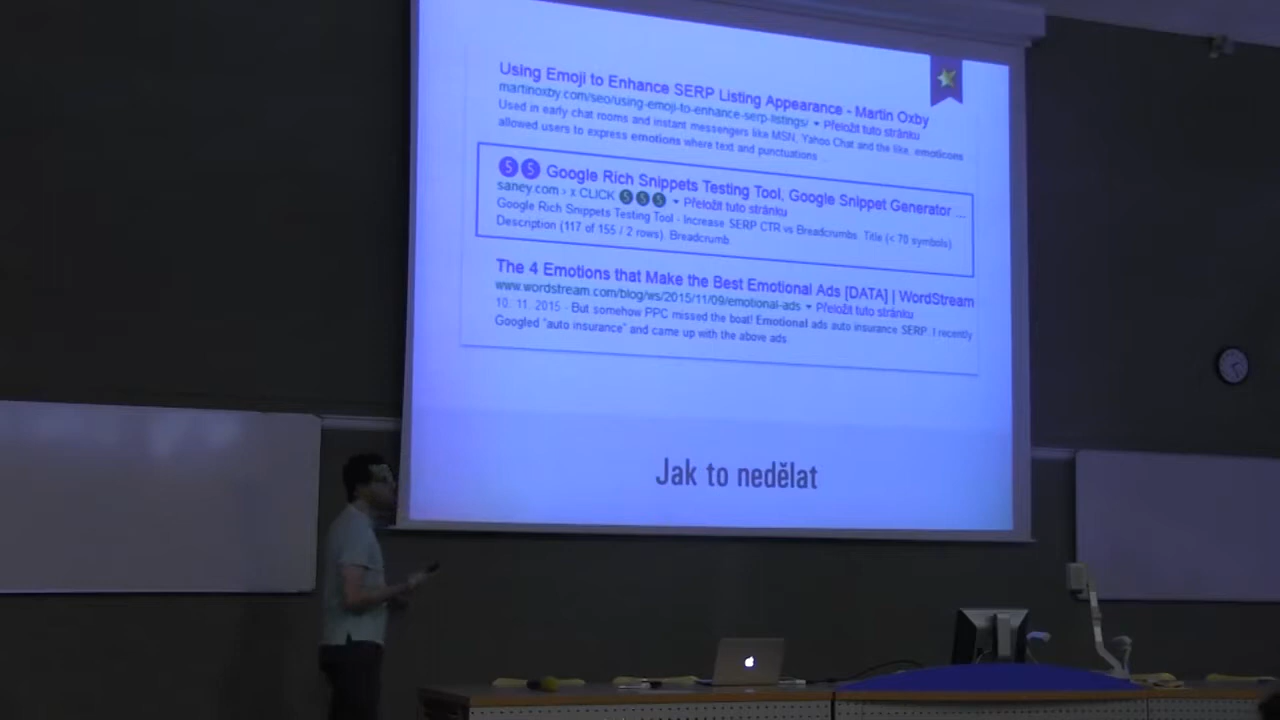 Using Emoji to Enhance SERP Listing Appearance - Martin Oxby
martinoxby.com/seo/using-emoji-to-enhance-serp-listings/ ▾ Přeložit tuto stránku
Used in early chat rooms and instant messengers like MSN, Yahoo Chat and the like, emoticons
allowed users to express emotions where text and punctuations ...
Ⓢ Ⓢ Google Rich Snippets Testing Tool, Google Snippet Generator ...
saney.com › x CLICK Ⓢ Ⓢ Ⓢ ▾ Přeložit tuto stránku
Google Rich Snippets Testing Tool - Increase SERP CTR vs Breadcrumbs. Title (< 70 symbols)
Description (117 of 155 / 2 rows). Breadcrumb.
The 4 Emotions that Make the Best Emotional Ads [DATA] | WordStream
www.wordstream.com/blog/ws/2015/11/09/emotional-ads ▾ Přeložit tuto stránku
10. 11. 2015 - But somehow PPC missed the boat! Emotional ads auto insurance SERP. I recently
Googled "auto insurance" and came up with the above ads.
Jak to nedělat